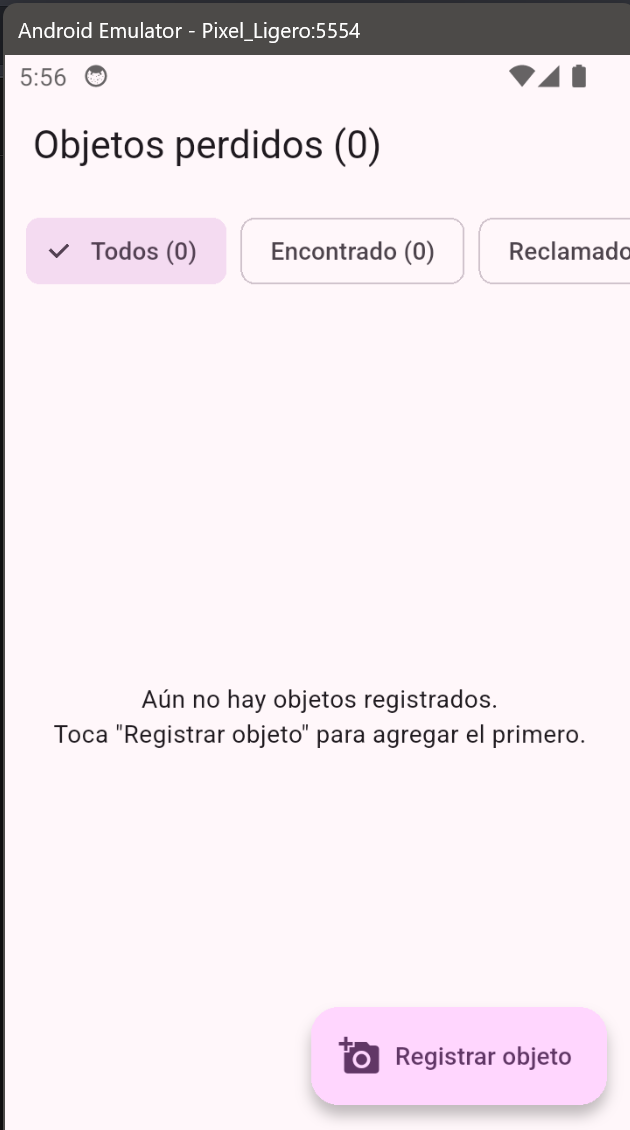 Android Emulator - Pixel_Ligero:5554
5:56
Objetos perdidos (0)
Todos (0)
Encontrado (0)
Reclamado
Aún no hay objetos registrados.
Toca "Registrar objeto" para agregar el primero.
Registrar objeto